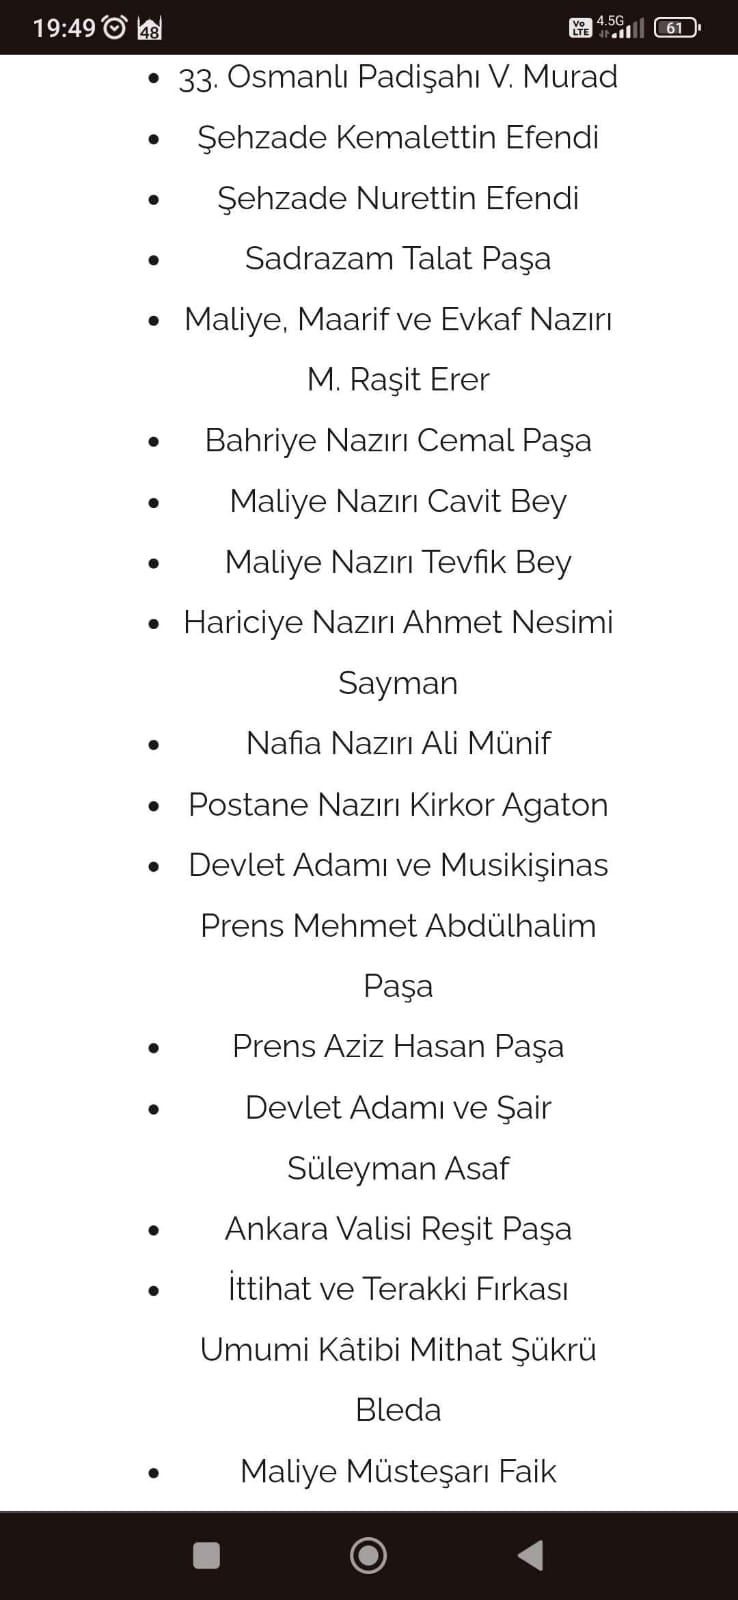 19:49 48 Vo LTE 4.5G 61
• 33. Osmanlı Padişahı V. Murad
• Şehzade Kemalettin Efendi
• Şehzade Nurettin Efendi
• Sadrazam Talat Paşa
• Maliye, Maarif ve Evkaf Nazırı
M. Raşit Erer
• Bahriye Nazırı Cemal Paşa
• Maliye Nazırı Cavit Bey
• Maliye Nazırı Tevfik Bey
• Hariciye Nazırı Ahmet Nesimi
Sayman
• Nafia Nazırı Ali Münif
• Postane Nazırı Kirkor Agaton
• Devlet Adamı ve Musikişinas
Prens Mehmet Abdülhalim
Paşa
• Prens Aziz Hasan Paşa
• Devlet Adamı ve Şair
Süleyman Asaf
• Ankara Valisi Reşit Paşa
• İttihat ve Terakki Fırkası
Umumi Kâtibi Mithat Şükrü
Bleda
• Maliye Müsteşarı Faik